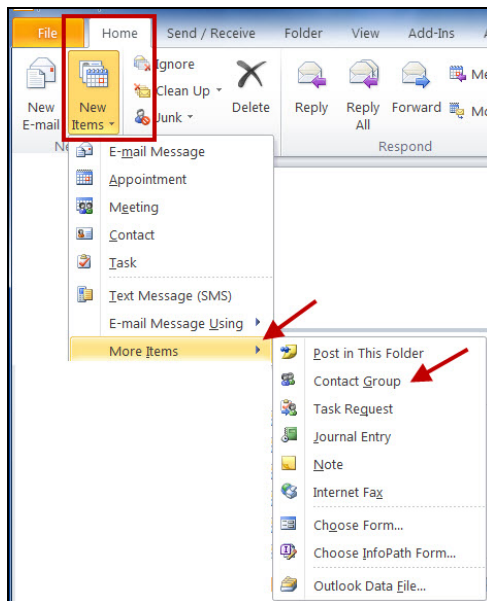 File Home Send / Receive Folder View Add-Ins
Ignore
Clean Up
Junk
New E-mail
New Items
Delete
Reply
Reply All
Forward
Respond
E-mail Message
Appointment
Meeting
Contact
Task
Text Message (SMS)
E-mail Message Using
More Items
Post in This Folder
Contact Group
Task Request
Journal Entry
Note
Internet Fax
Choose Form...
Choose InfoPath Form...
Outlook Data File...